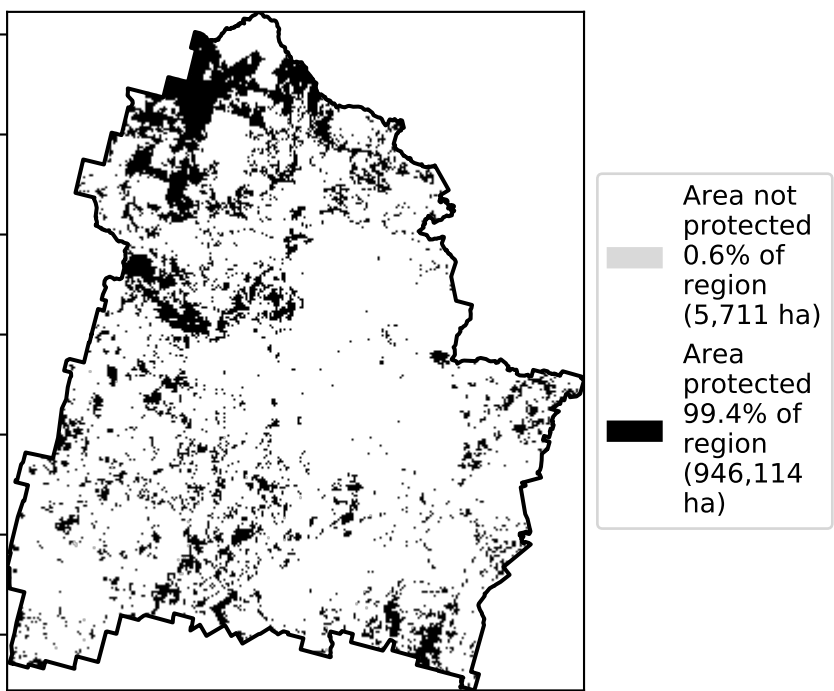 Area not
protected
0.6% of
region
(5,711 ha)
Area
protected
99.4% of
region
(946,114
ha)